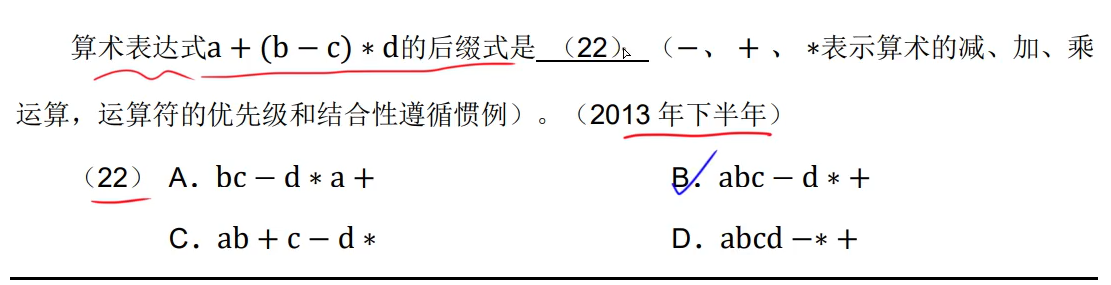 算术表达式a + (b − c) ∗ d的后缀式是 （22） （−、 + 、 ∗表示算术的减、加、乘
运算，运算符的优先级和结合性遵循惯例）。（2013 年下半年）
（22） A．bc − d ∗ a + B．abc − d ∗ +
C．ab + c − d ∗ D．abcd −∗ +